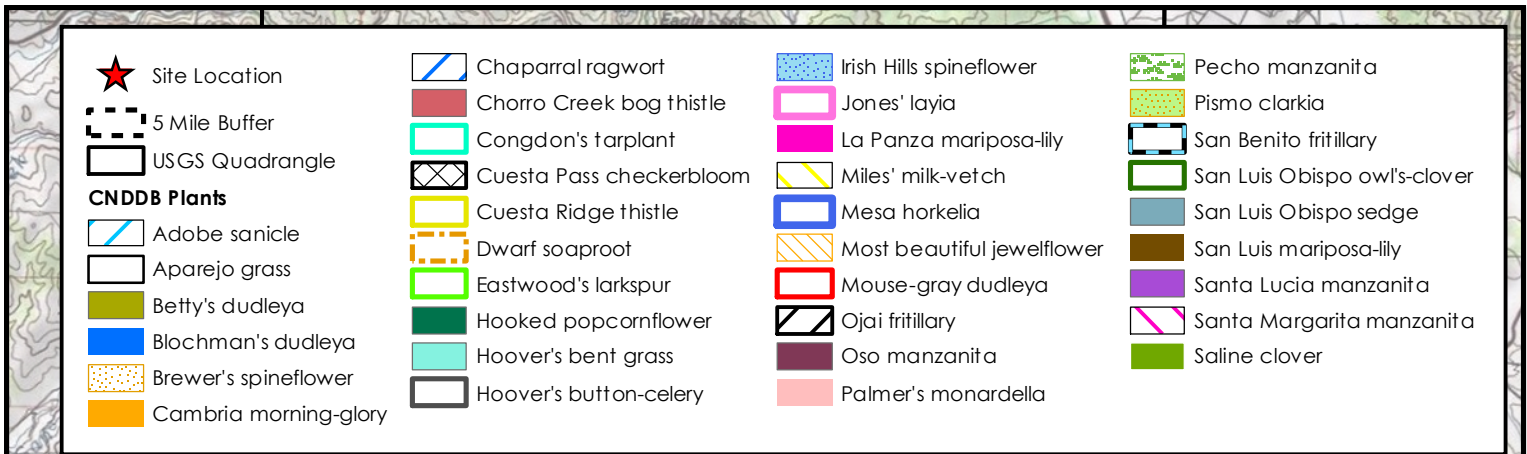 Eagle Creek
Site Location
5 Mile Buffer
USGS Quadrangle
CNDDB Plants
Adobe sanicle
Aparejo grass
Betty's dudleya
Blochman's dudleya
Brewer's spineflower
Cambria morning-glory
Chaparral ragwort
Chorro Creek bog thistle
Congdon's tarplant
Cuesta Pass checkerbloom
Cuesta Ridge thistle
Dwarf soaproot
Eastwood's larkspur
Hooked popcornflower
Hoover's bent grass
Hoover's button-celery
Irish Hills spineflower
Jones' layia
La Panza mariposa-lily
Miles' milk-vetch
Mesa horkelia
Most beautiful jewelflower
Mouse-gray dudleya
Ojai fritillary
Oso manzanita
Palmer's monardella
Pecho manzanita
Pismo clarkia
San Benito fritillary
San Luis Obispo owl's-clover
San Luis Obispo sedge
San Luis mariposa-lily
Santa Lucia manzanita
Santa Margarita manzanita
Saline clover